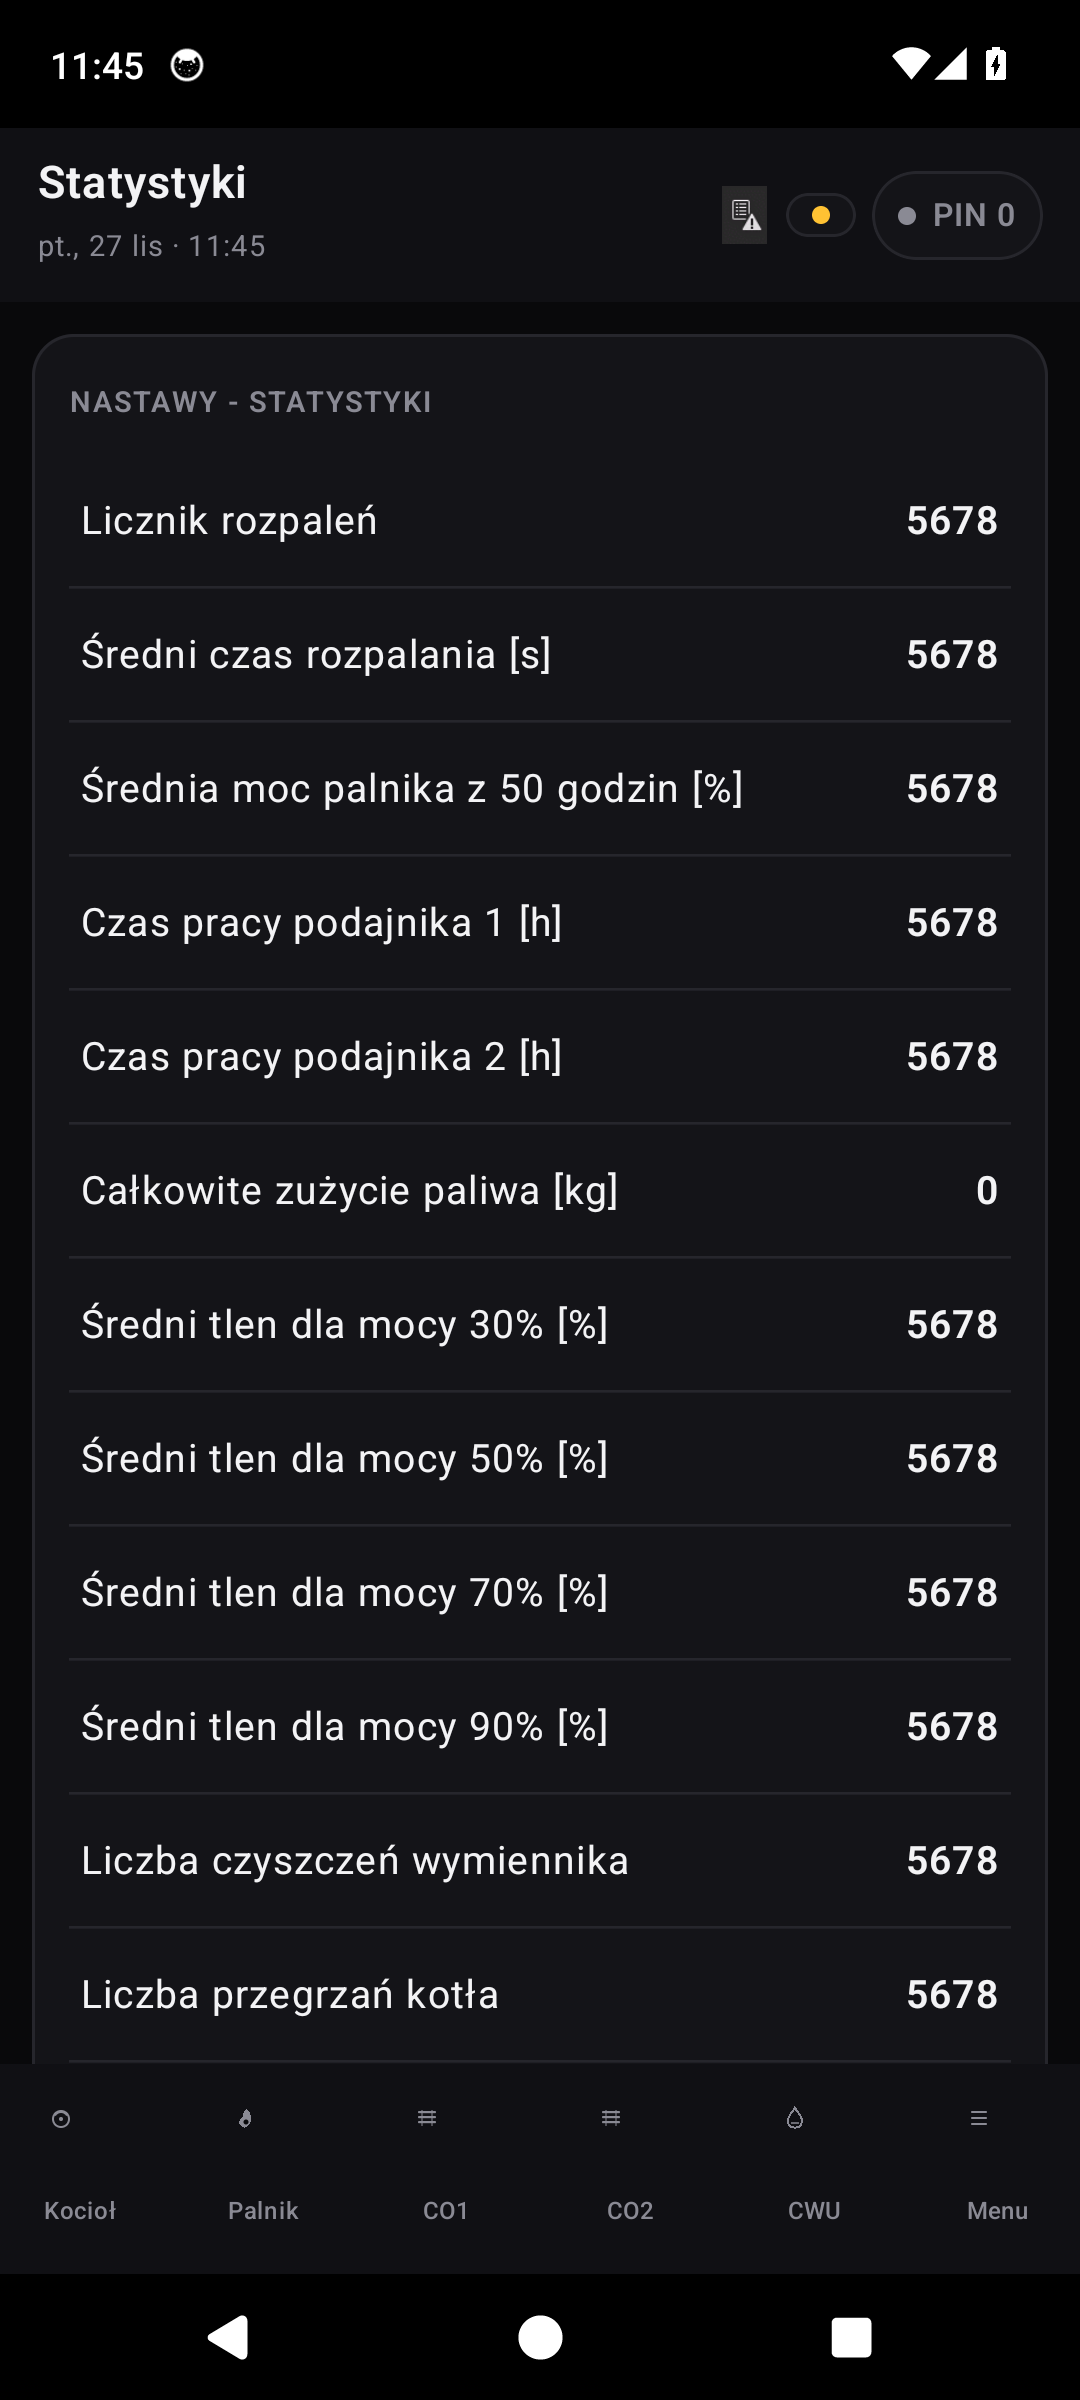 11:45
Statystyki
pt., 27 lis · 11:45
PIN 0
NASTAWY - STATYSTYKI
Licznik rozpaleń 5678
Średni czas rozpalania [s] 5678
Średnia moc palnika z 50 godzin [%] 5678
Czas pracy podajnika 1 [h] 5678
Czas pracy podajnika 2 [h] 5678
Całkowite zużycie paliwa [kg] 0
Średni tlen dla mocy 30% [%] 5678
Średni tlen dla mocy 50% [%] 5678
Średni tlen dla mocy 70% [%] 5678
Średni tlen dla mocy 90% [%] 5678
Liczba czyszczeń wymiennika 5678
Liczba przegrzań kotła 5678
Kocioł Palnik CO1 CO2 CWU Menu